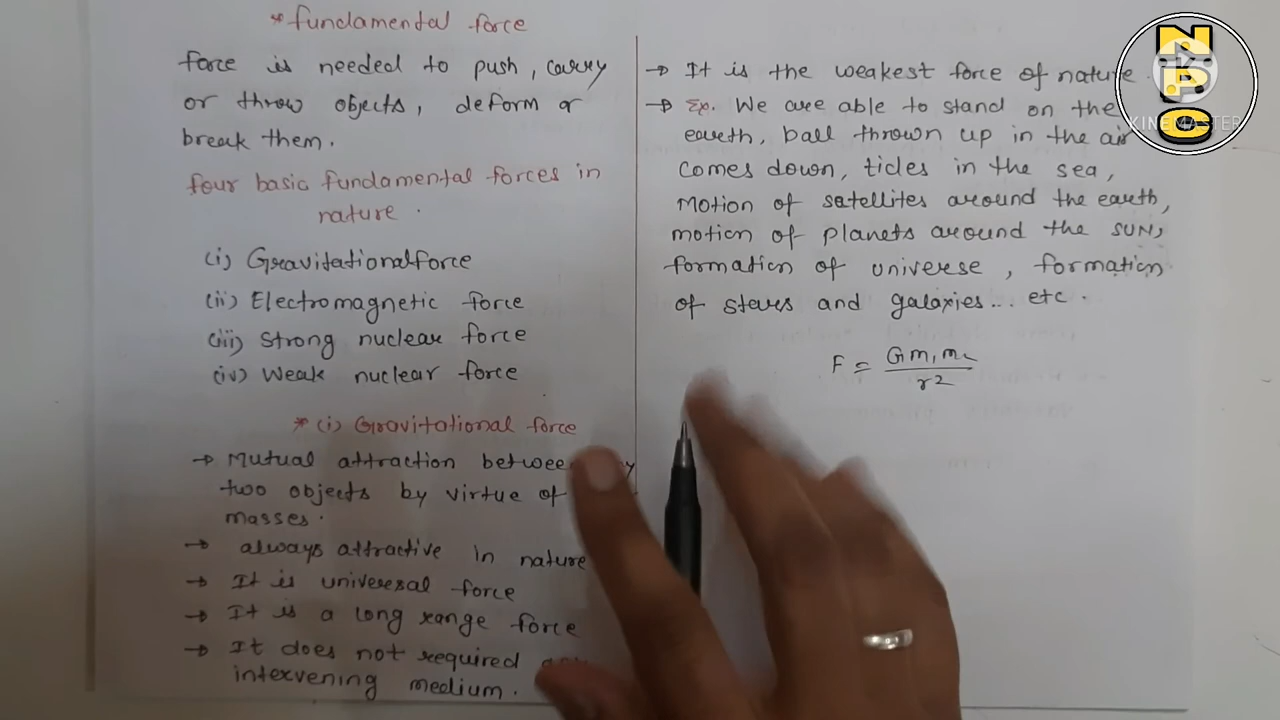 * fundamental force
force is needed to push, carry
or throw objects, deform or
break them.
four basic fundamental forces in
nature.
(i) Gravitational force
(ii) Electromagnetic force
(iii) Strong nuclear force
(iv) Weak nuclear force
* (i) Gravitational force
→ Mutual attraction between
two objects by virtue of
masses.
→ always attractive in nature
→ It is universal force
→ It is a long range force
→ It does not required any
intervening medium.
→ It is the weakest force of nature.
→ Ex. We are able to stand on the
earth, ball thrown up in the air
comes down, tides in the sea,
Motion of satellites around the earth,
motion of planets around the SUN,
formation of universe, formation
of stars and galaxies... etc.
F = Gm1m2 / r2
NPC
KINEMASTER